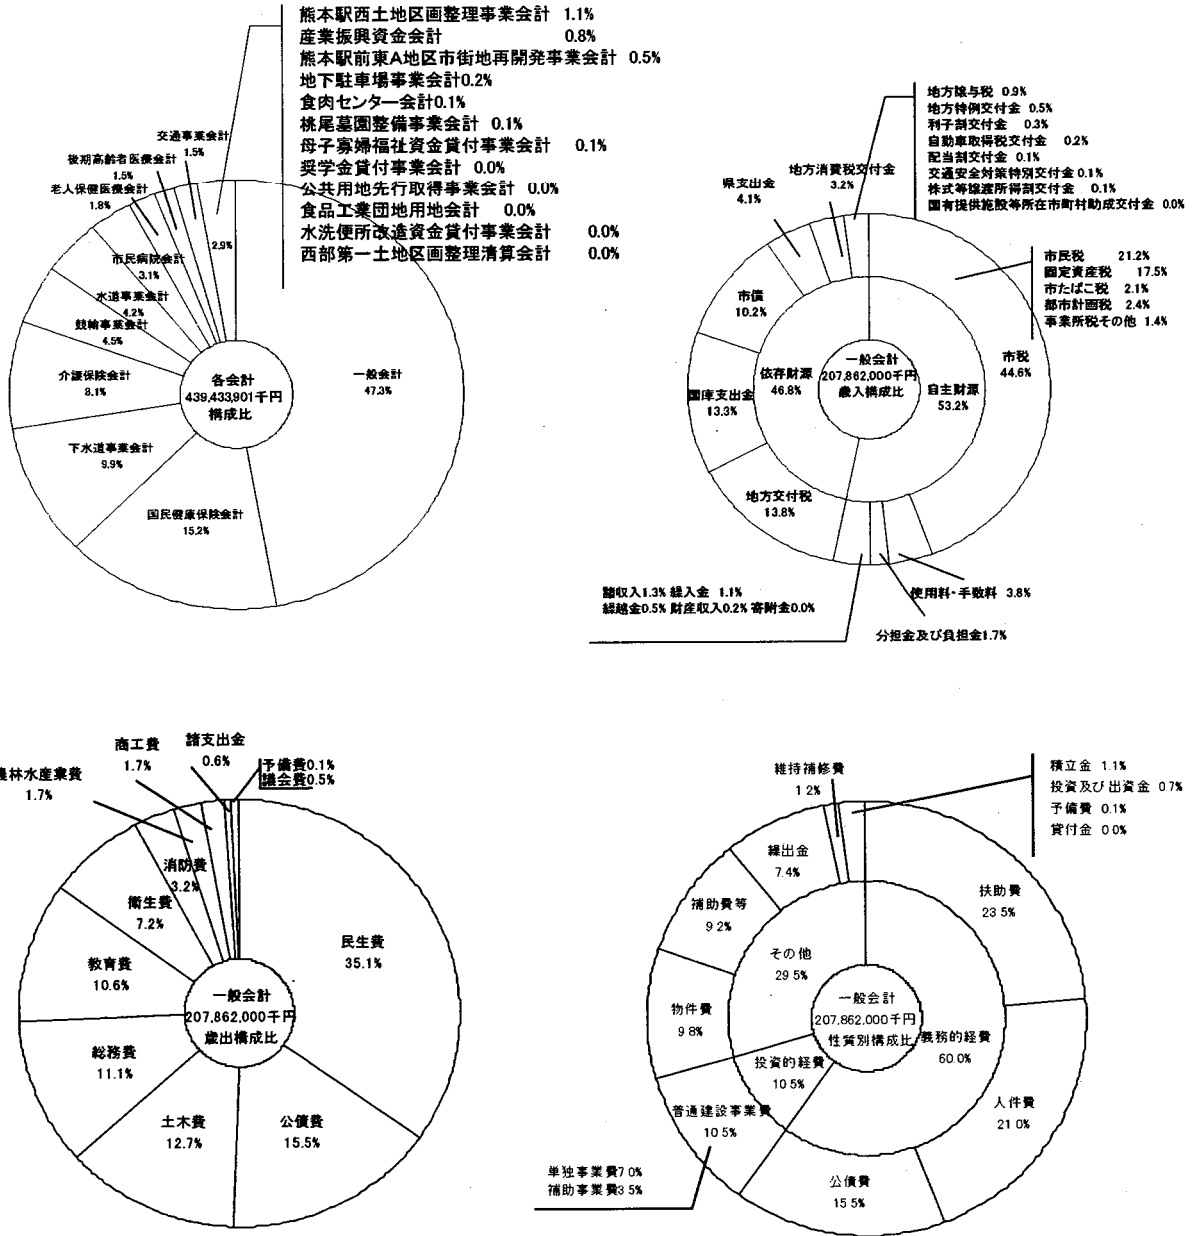 熊本駅西土地区画整理事業会計 1.1%
産業振興資金会計 0.8%
熊本駅前東A地区市街地再開発事業会計 0.5%
地下駐車場事業会計0.2%
食肉センター会計0.1%
桃尾墓園整備事業会計 0.1%
母子寡婦福祉資金貸付事業会計 0.1%
奨学金貸付事業会計 0.0%
公共用地先行取得事業会計 0.0%
食品工業団地用地会計 0.0%
水洗便所改造資金貸付事業会計 0.0%
西部第一土地区画整理清算会計 0.0%
交通事業会計
1.5%
後期高齢者医療会計
1.5%
老人保健医療会計
1.8%
2.9%
市民病院会計
3.1%
水道事業会計
4.2%
競輪事業会計
4.5%
介護保険会計
8.1%
下水道事業会計
9.9%
国民健康保険会計
15.2%
一般会計
47.3%
各会計
439,433,901千円
構成比
地方譲与税 0.9%
地方特例交付金 0.5%
利子割交付金 0.3%
自動車取得税交付金 0.2%
配当割交付金 0.1%
交通安全対策特別交付金 0.1%
株式等譲渡所得割交付金 0.1%
国有提供施設等所在市町村助成交付金 0.0%
地方消費税交付金
3.2%
県支出金
4.1%
市民税 21.2%
固定資産税 17.5%
市たばこ税 2.1%
都市計画税 2.4%
事業所税その他 1.4%
市債
10.2%
市税
44.6%
一般会計
207,862,000千円
歳入構成比
依存財源
46.8%
自主財源
53.2%
国庫支出金
13.3%
地方交付税
13.8%
諸収入1.3% 繰入金 1.1%
繰越金0.5% 財産収入0.2% 寄附金0.0%
使用料・手数料 3.8%
分担金及び負担金1.7%
商工費
1.7%
諸支出金
0.6%
予備費0.1%
議会費0.5%
農林水産業費
1.7%
消防費
3.2%
衛生費
7.2%
教育費
10.6%
総務費
11.1%
土木費
12.7%
公債費
15.5%
民生費
35.1%
一般会計
207,862,000千円
歳出構成比
積立金 1.1%
投資及び出資金 0.7%
予備費 0.1%
貸付金 0 0%
維持補修費
1 2%
繰出金
7.4%
補助費等
9 2%
物件費
9 8%
扶助費
23 5%
その他
29 5%
一般会計
207,862,000千円
性質別構成比
義務的経費
60.0%
投資的経費
10 5%
普通建設事業費
10 5%
人件費
21 0%
公債費
15 5%
単独事業費7 0%
補助事業費3 5%